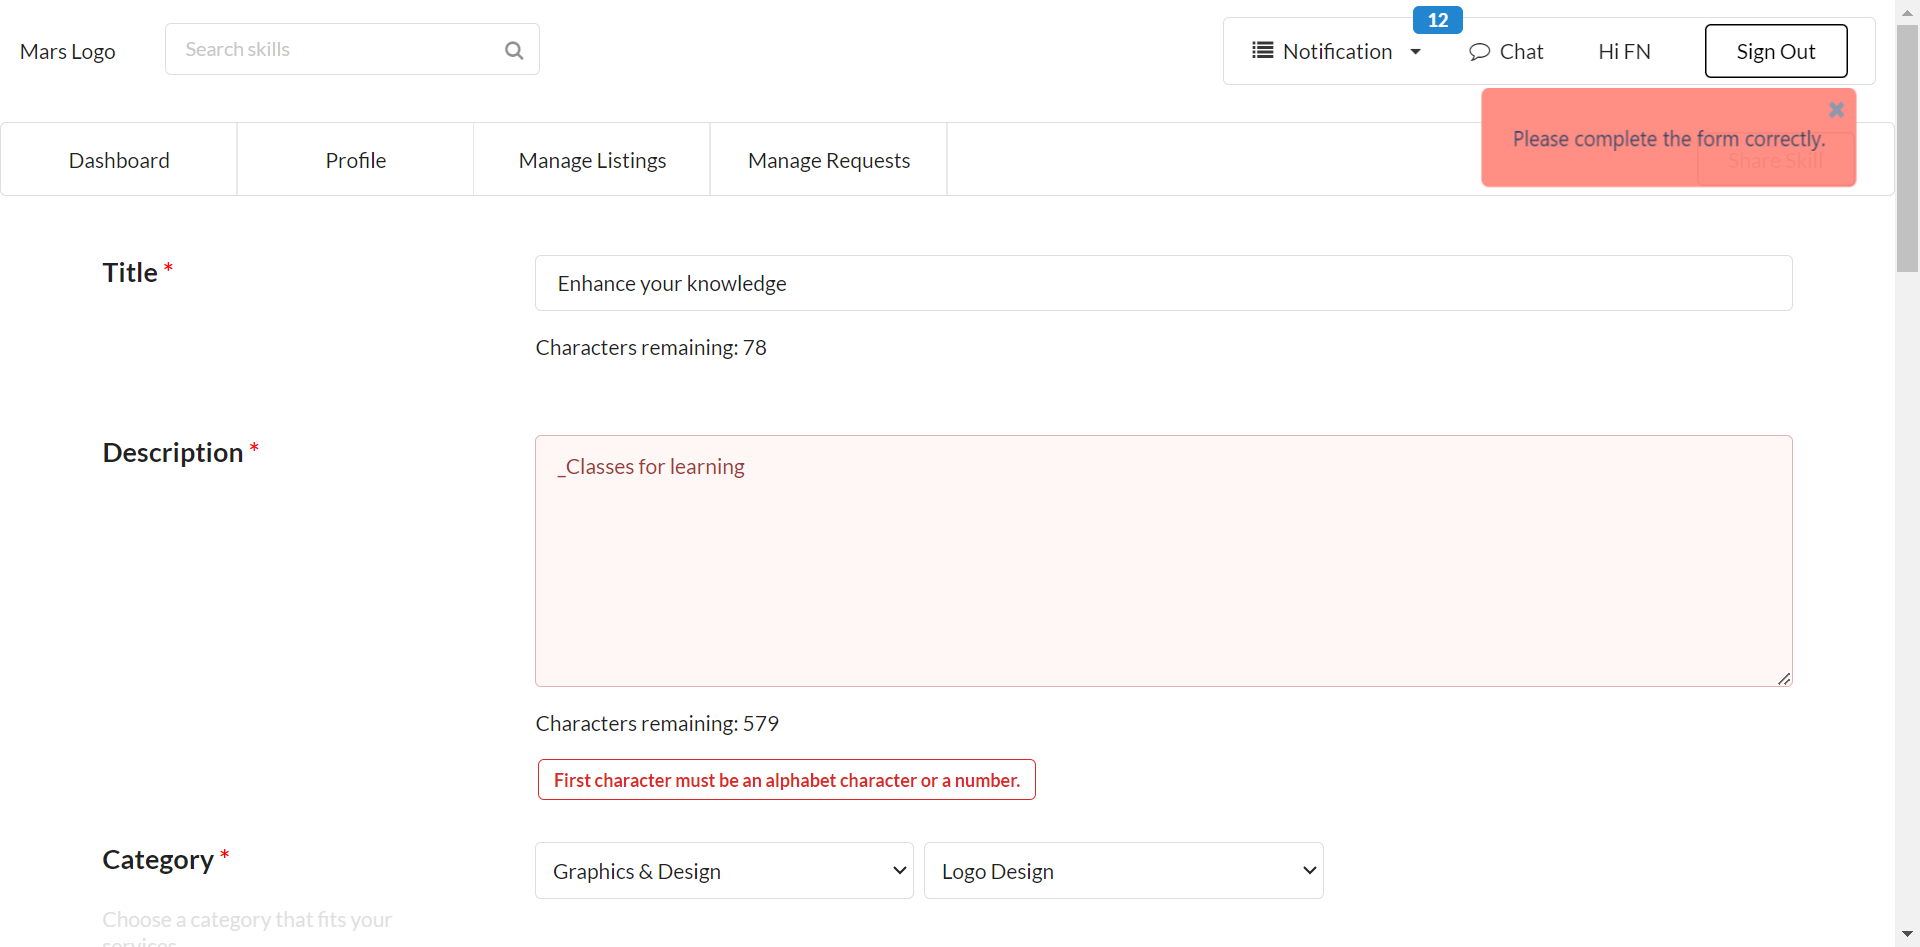 Mars Logo
Search skills
12
Notification
Chat
Hi FN
Sign Out
Please complete the form correctly.
Share Skill
Dashboard
Profile
Manage Listings
Manage Requests
Title *
Enhance your knowledge
Characters remaining: 78
Description *
_Classes for learning
Characters remaining: 579
First character must be an alphabet character or a number.
Category *
Graphics & Design
Logo Design
Choose a category that fits your
services